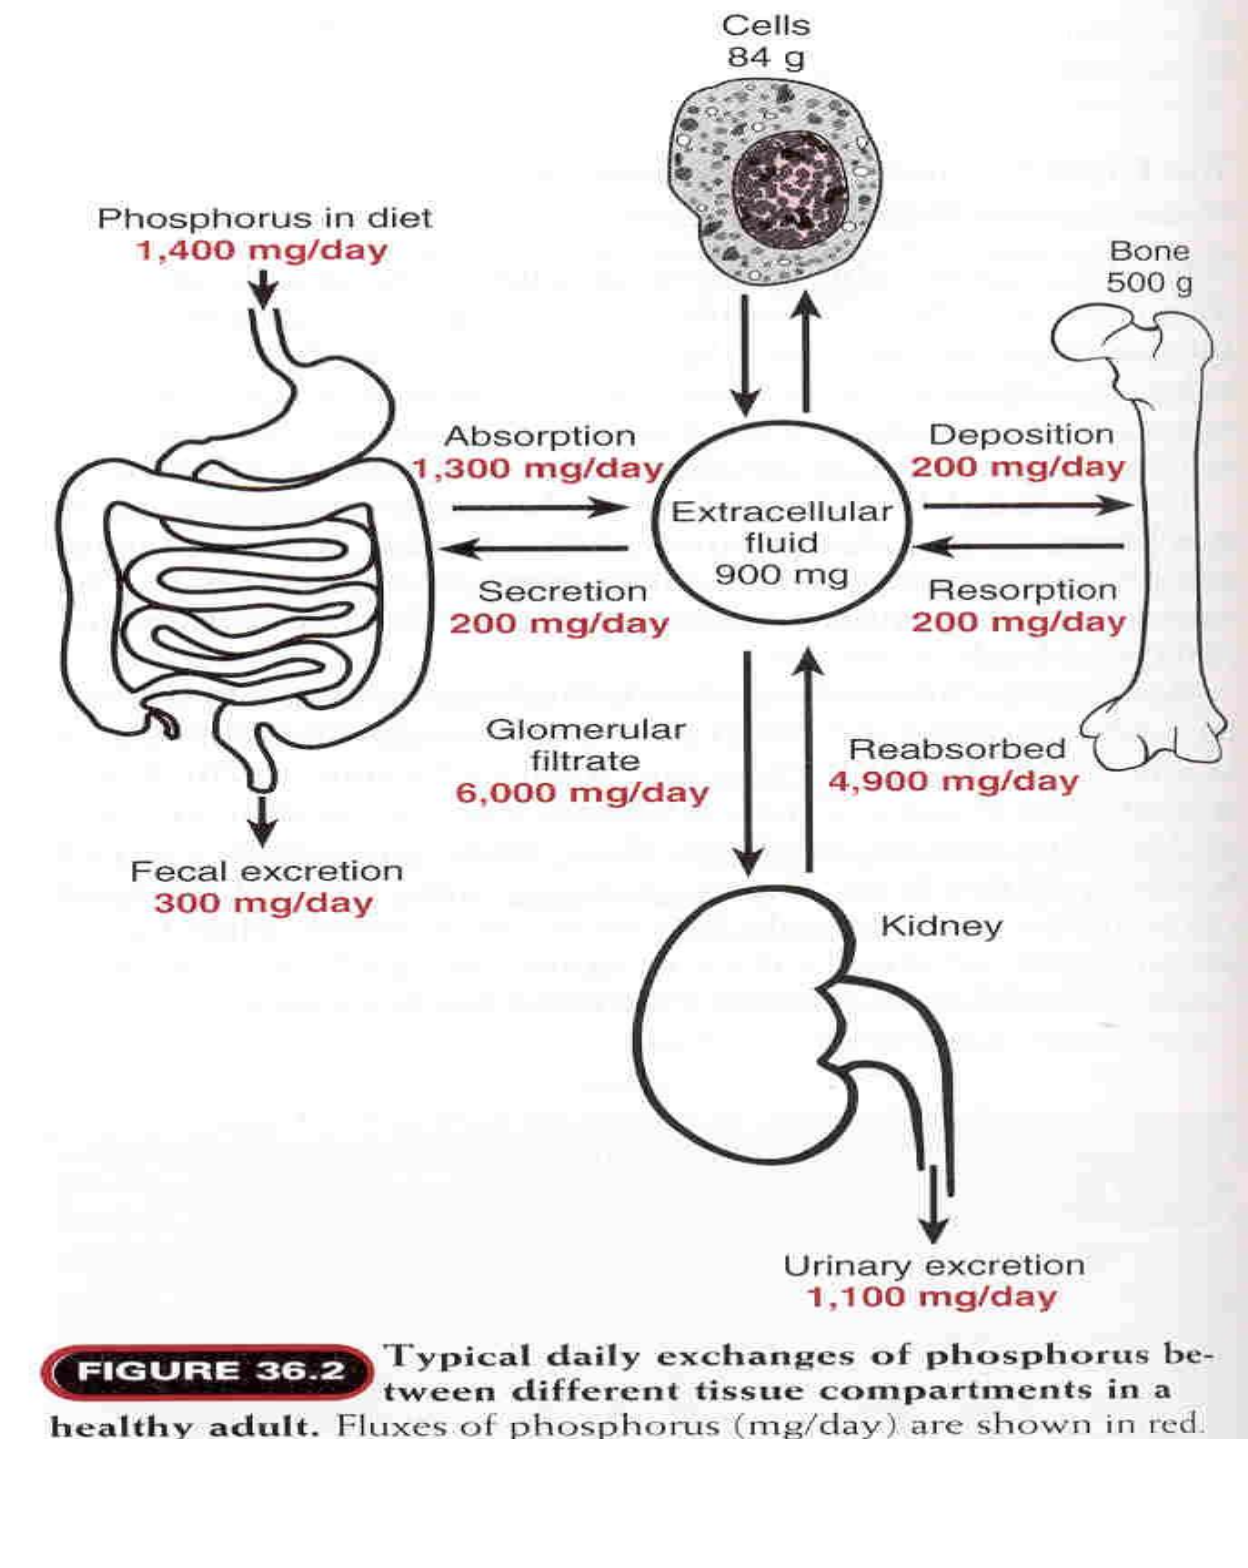 Cells
84 g
Phosphorus in diet
1,400 mg/day
Bone
500 g
Absorption
1,300 mg/day
Deposition
200 mg/day
Extracellular
fluid
900 mg
Secretion
200 mg/day
Resorption
200 mg/day
Glomerular
filtrate
6,000 mg/day
Reabsorbed
4,900 mg/day
Fecal excretion
300 mg/day
Kidney
Urinary excretion
1,100 mg/day
FIGURE 36.2 Typical daily exchanges of phosphorus be-
tween different tissue compartments in a
healthy adult. Fluxes of phosphorus (mg/day) are shown in red.